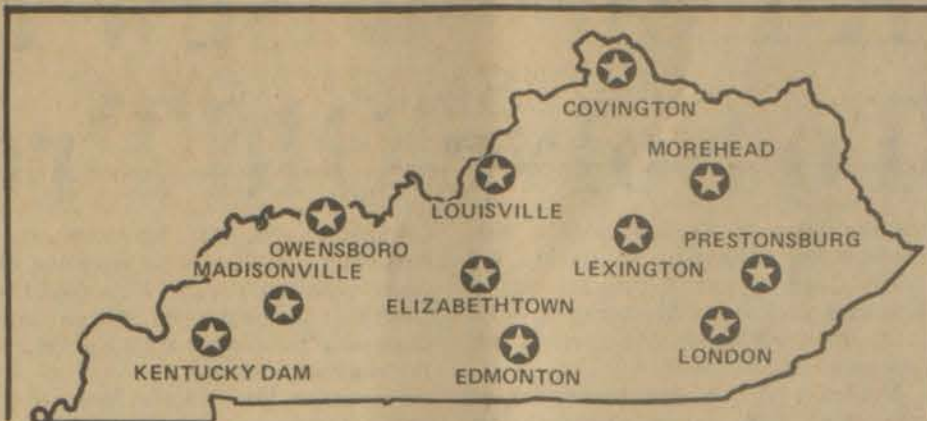 COVINGTON
MOREHEAD
LOUISVILLE
OWENSBORO
PRESTONSBURG
MADISONVILLE
LEXINGTON
ELIZABETHTOWN
LONDON
KENTUCKY DAM
EDMONTON